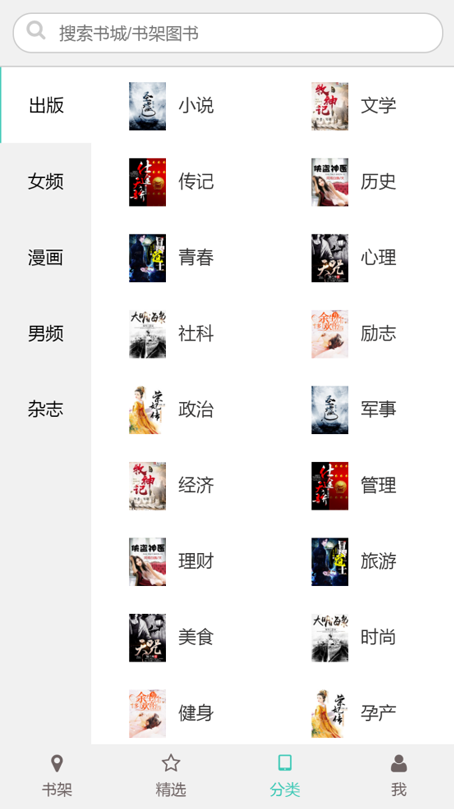 搜索书城/书架图书
出版
小说
文学
女频
传记
历史
漫画
青春
心理
男频
社科
励志
杂志
政治
军事
经济
管理
理财
旅游
美食
时尚
健身
孕产
书架
精选
分类
我